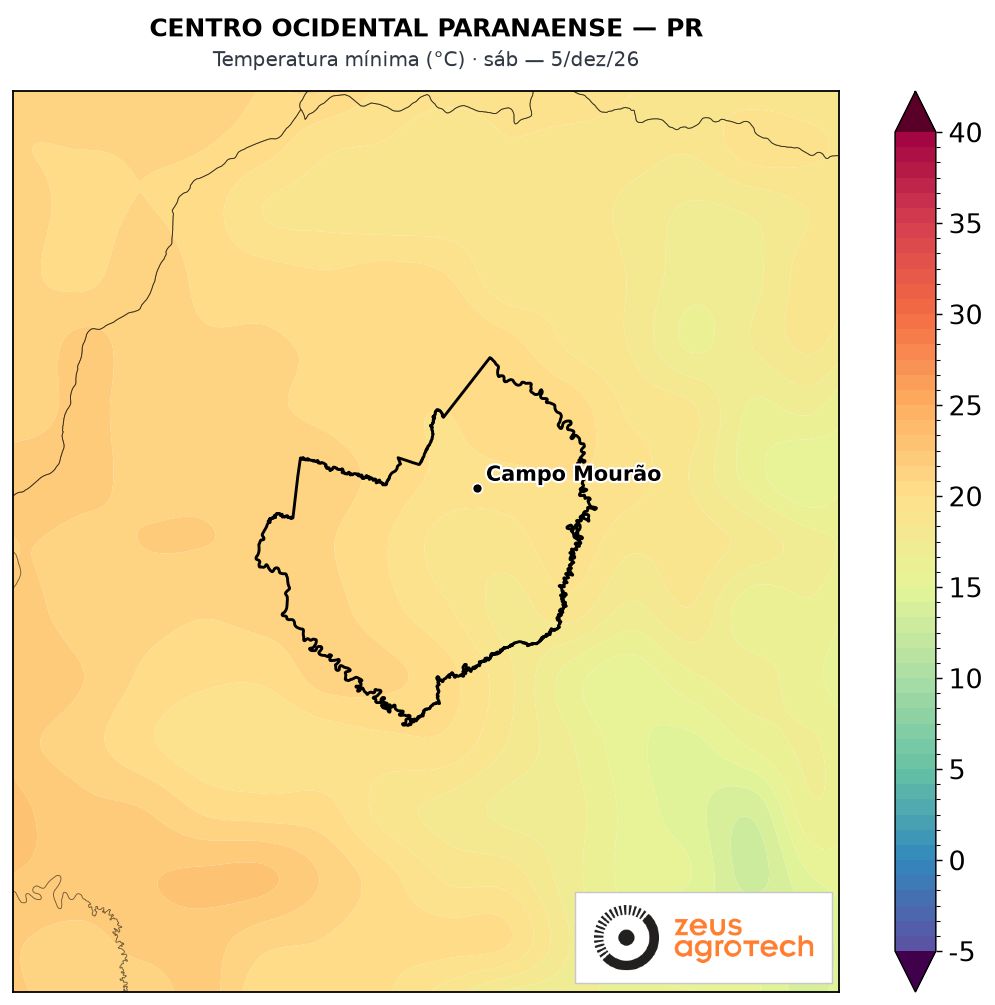 CENTRO OCIDENTAL PARANAENSE — PR
Temperatura mínima (°C) · sáb — 5/dez/26
40
35
30
25
20
15
10
5
0
-5
Campo Mourão
zeus
agrotech